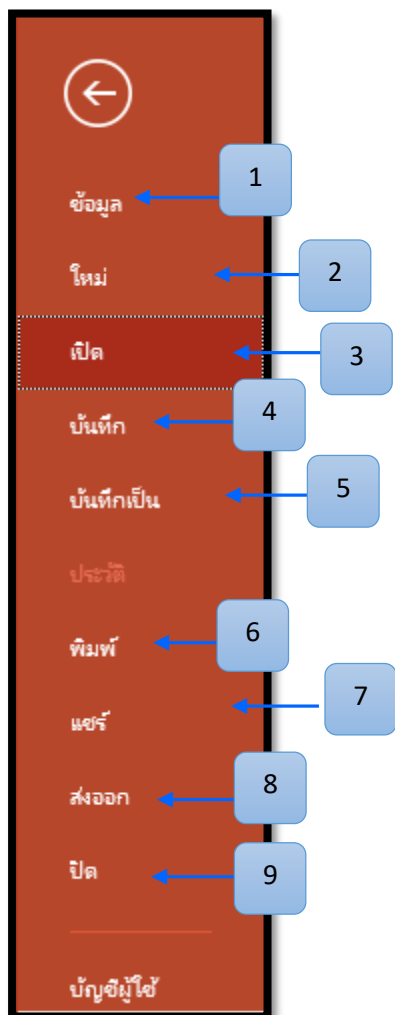 ข้อมูล
1
ใหม่
2
เปิด
3
บันทึก
4
บันทึกเป็น
5
ประวัติ
พิมพ์
6
แชร์
7
ส่งออก
8
ปิด
9
บัญชีผู้ใช้